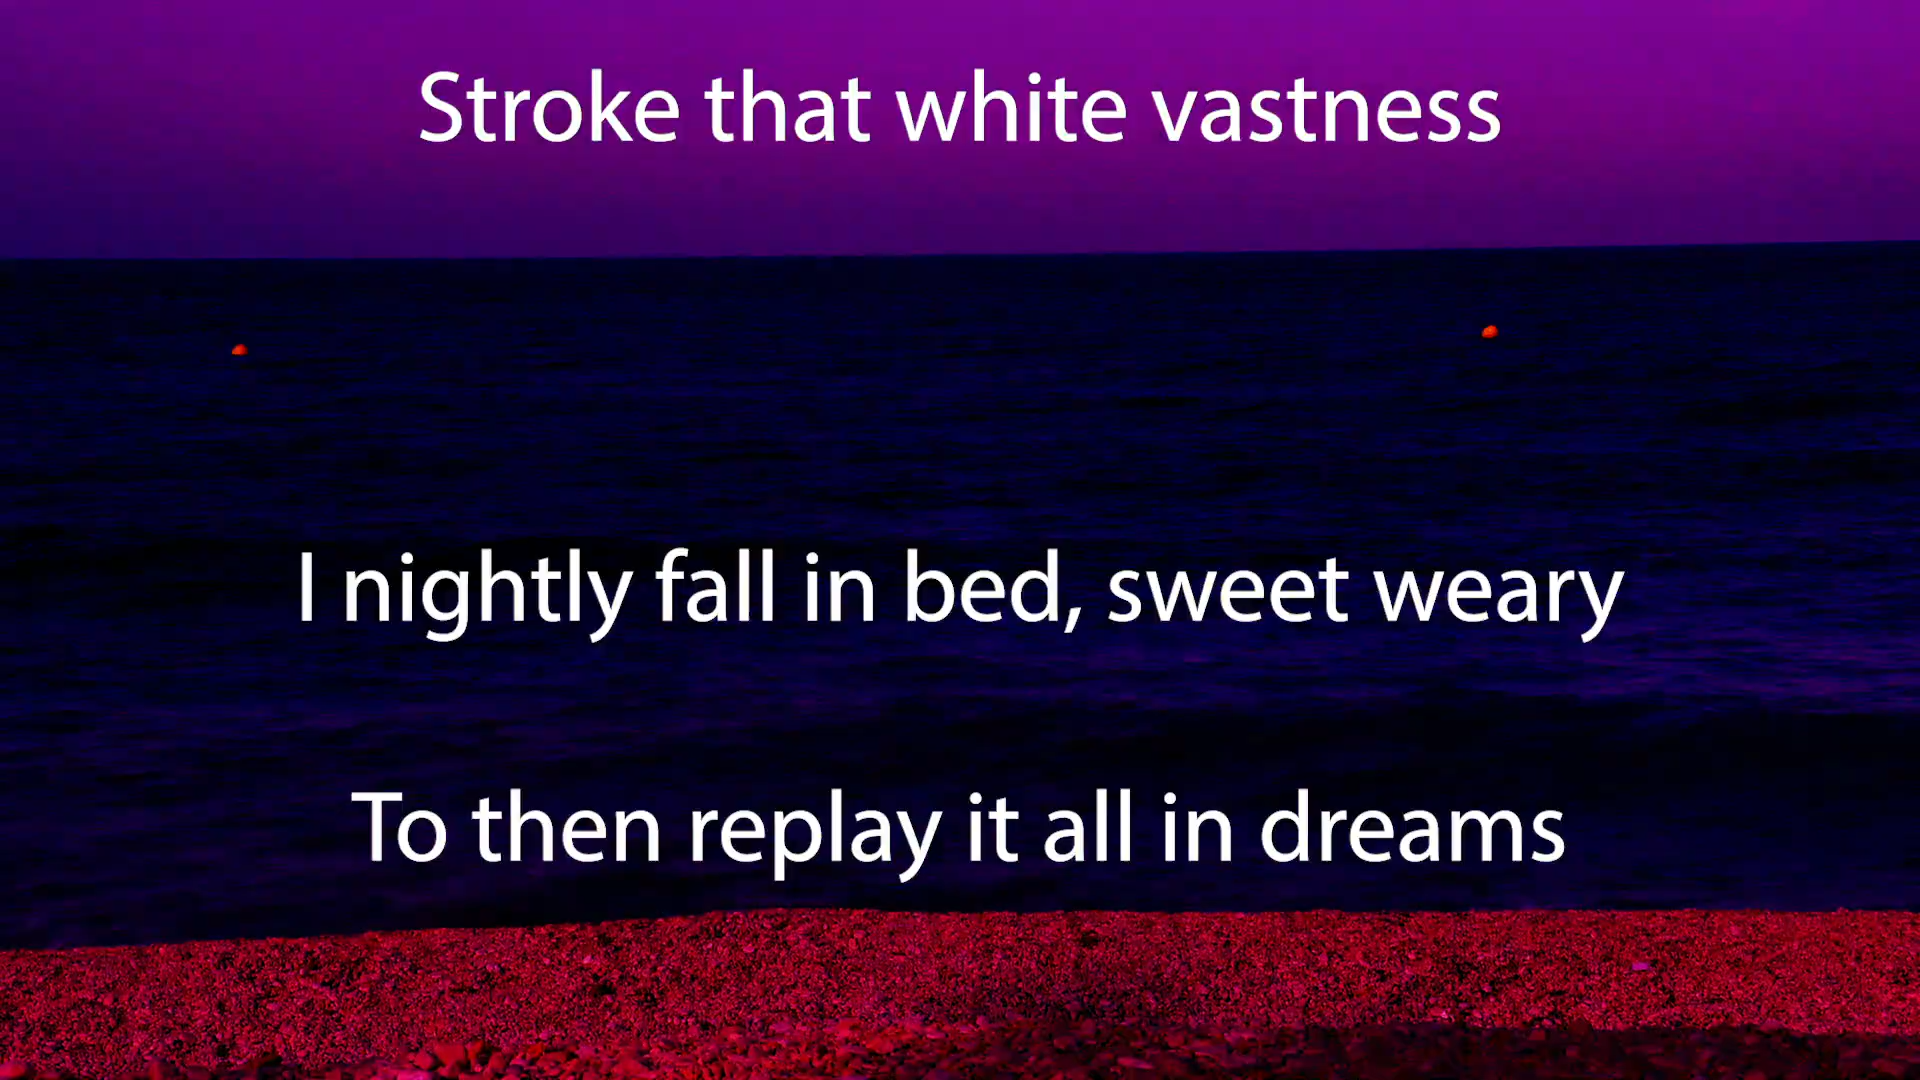 Stroke that white vastness
I nightly fall in bed, sweet weary
To then replay it all in dreams